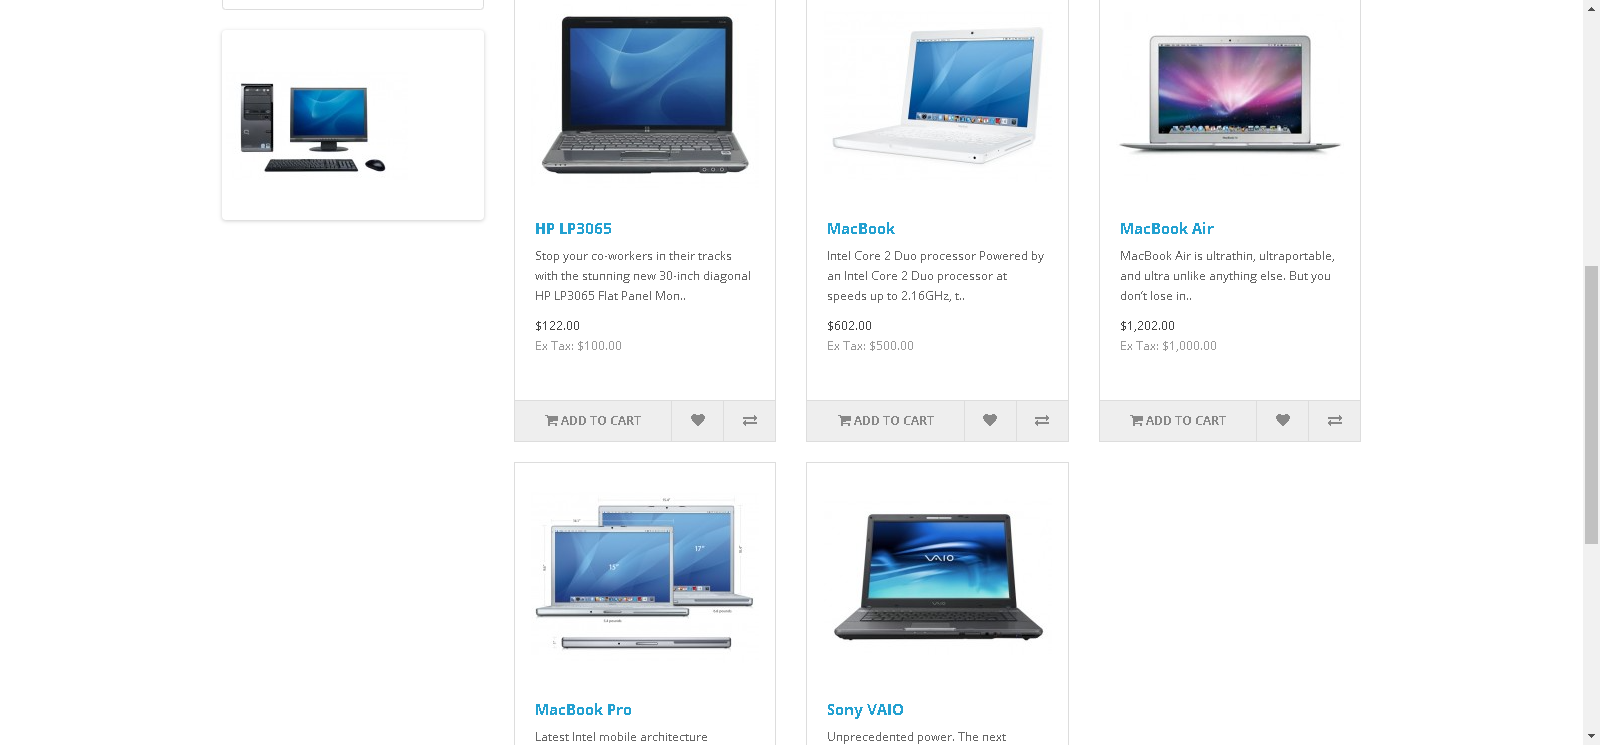 HP LP3065
Stop your co-workers in their tracks
with the stunning new 30-inch diagonal
HP LP3065 Flat Panel Mon..
$122.00
Ex Tax: $100.00
ADD TO CART
MacBook
Intel Core 2 Duo processor Powered by
an Intel Core 2 Duo processor at
speeds up to 2.16GHz, t..
$602.00
Ex Tax: $500.00
ADD TO CART
MacBook Air
MacBook Air is ultrathin, ultraportable,
and ultra unlike anything else. But you
don’t lose in..
$1,202.00
Ex Tax: $1,000.00
ADD TO CART
17"
15"
MacBook Pro
Latest Intel mobile architecture
VAIO
Sony VAIO
Unprecedented power. The next